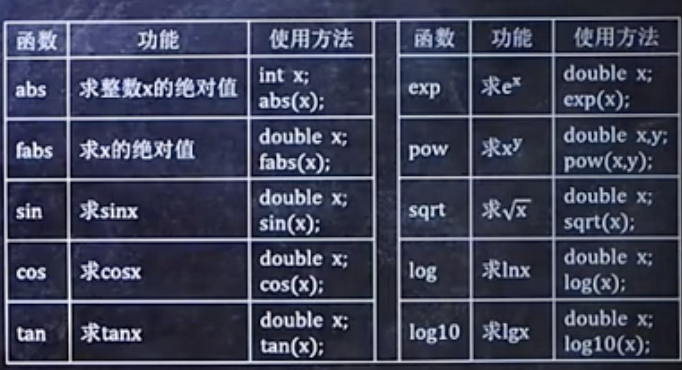 函数 功能 使用方法 函数 功能 使用方法
abs 求整数x的绝对值 int x; abs(x); exp 求eˣ double x; exp(x);
fabs 求x的绝对值 double x; fabs(x); pow 求xʸ double x,y; pow(x,y);
sin 求sinx double x; sin(x); sqrt 求√x double x; sqrt(x);
cos 求cosx double x; cos(x); log 求lnx double x; log(x);
tan 求tanx double x; tan(x); log10 求lgx double x; log10(x);